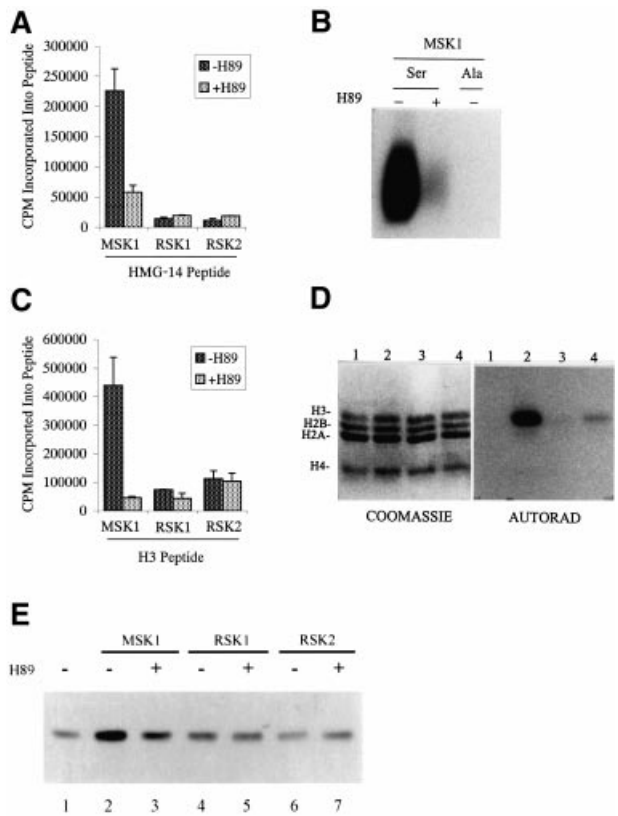 A
CPM Incorporated Into Peptide
300000
250000
200000
150000
100000
50000
0
-H89
+H89
MSK1 RSK1 RSK2
HMG-14 Peptide
B
MSK1
Ser Ala
H89 – + –
C
CPM Incorported Into Peptide
600000
500000
400000
300000
200000
100000
0
-H89
+H89
MSK1 RSK1 RSK2
H3 Peptide
D
1 2 3 4 1 2 3 4
H3-
H2B-
H2A-
H4-
COOMASSIE AUTORAD
E
MSK1 RSK1 RSK2
H89 - - + - + - +
1 2 3 4 5 6 7